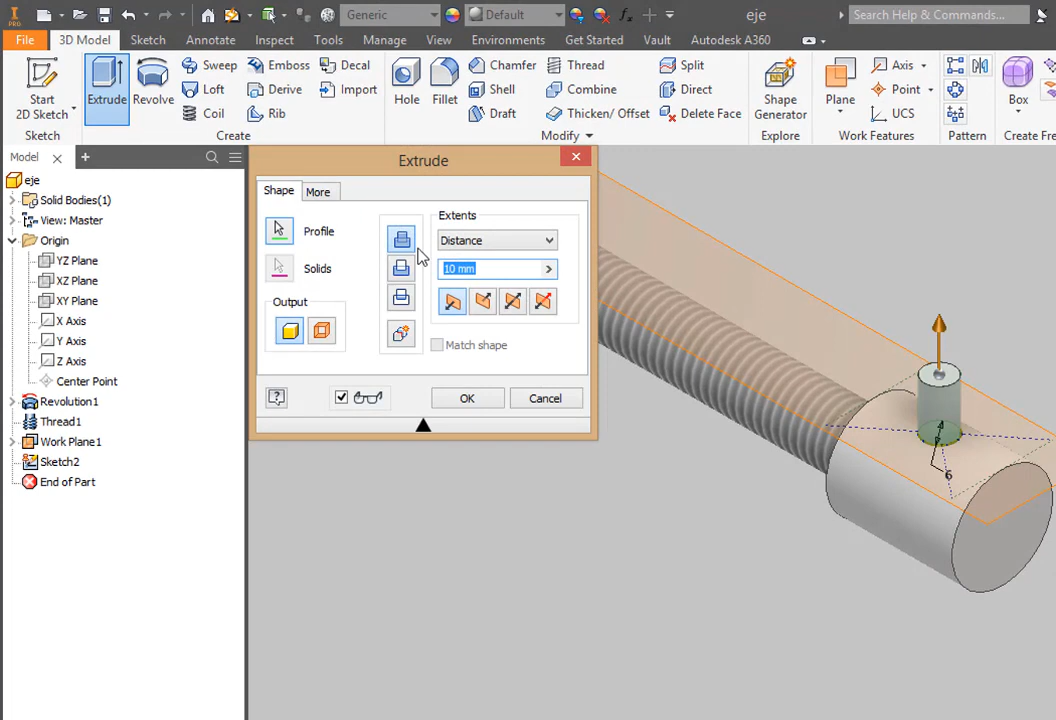 PRO
Generic
Default
eje
Search Help & Commands...
File
3D Model
Sketch
Annotate
Inspect
Tools
Manage
View
Environments
Get Started
Vault
Autodesk A360
Start
2D Sketch
Extrude
Revolve
Sweep
Emboss
Decal
Loft
Derive
Import
Coil
Rib
Hole
Fillet
Chamfer
Thread
Split
Shell
Combine
Direct
Draft
Thicken/ Offset
Delete Face
Shape
Generator
Plane
Axis
Point
UCS
Box
Sketch
Create
Modify
Explore
Work Features
Pattern
Create Fre
Model
eje
Solid Bodies(1)
View: Master
Origin
YZ Plane
XZ Plane
XY Plane
X Axis
Y Axis
Z Axis
Center Point
Revolution1
Thread1
Work Plane1
Sketch2
End of Part
Extrude
Shape
More
Profile
Solids
Output
Extents
Distance
10 mm
Match shape
OK
Cancel
6